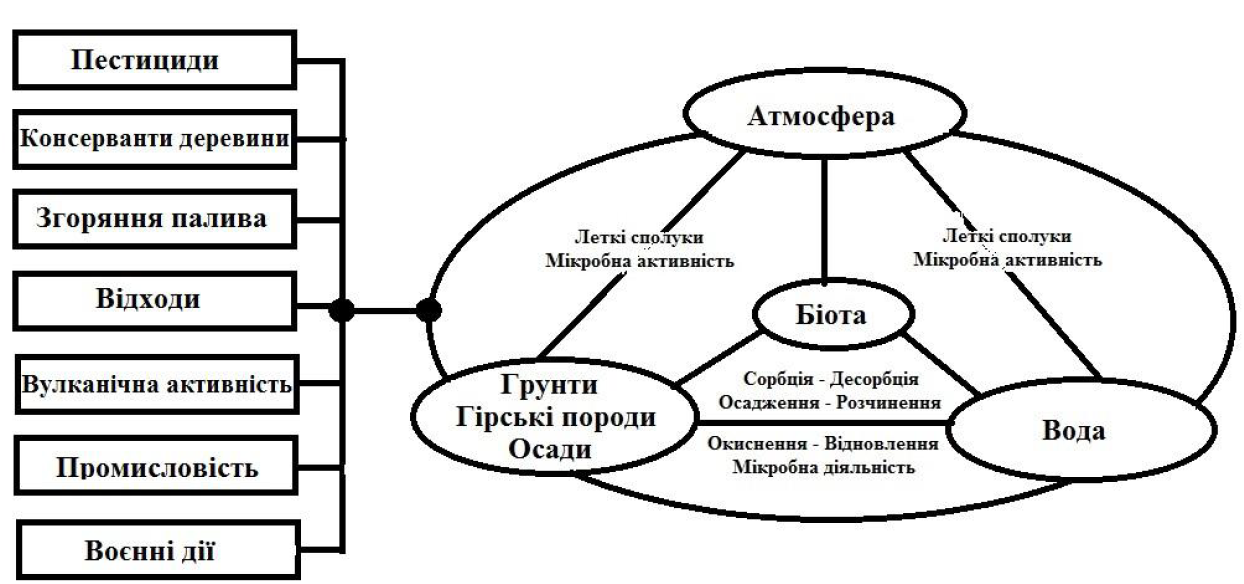 Пестициди
Консерванти деревини
Згоряння палива
Відходи
Вулканічна активність
Промисловість
Воєнні дії
Атмосфера
Леткі сполуки
Мікробна активність
Леткі сполуки
Мікробна активність
Біота
Грунти
Гірські породи
Осади
Сорбція - Десорбція
Осадження - Розчинення
Окиснення - Відновлення
Мікробна діяльність
Вода